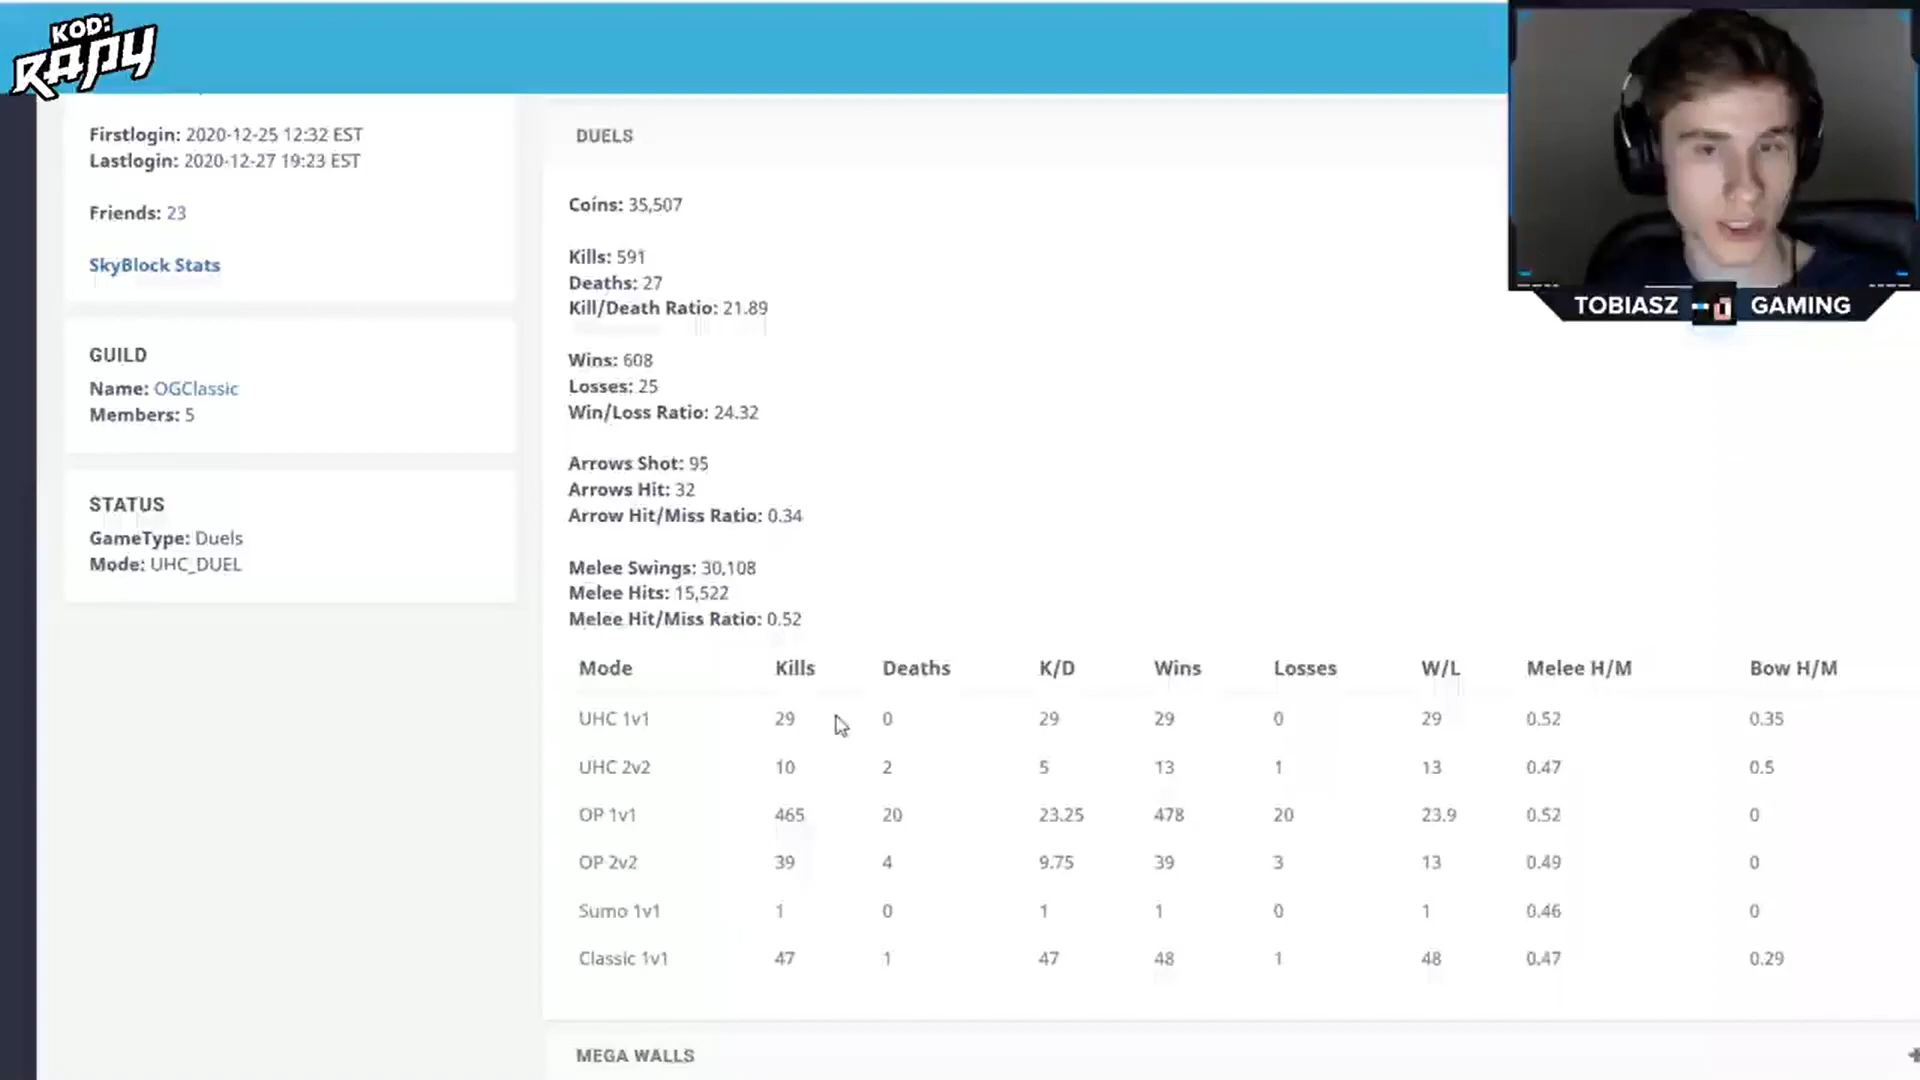 KOD:
RAPY
Firstlogin: 2020-12-25 12:32 EST
Lastlogin: 2020-12-27 19:23 EST
Friends: 23
SkyBlock Stats
GUILD
Name: OGClassic
Members: 5
STATUS
GameType: Duels
Mode: UHC_DUEL
DUELS
Coins: 35,507
Kills: 591
Deaths: 27
Kill/Death Ratio: 21.89
Wins: 608
Losses: 25
Win/Loss Ratio: 24.32
Arrows Shot: 95
Arrows Hit: 32
Arrow Hit/Miss Ratio: 0.34
Melee Swings: 30,108
Melee Hits: 15,522
Melee Hit/Miss Ratio: 0.52
Mode Kills Deaths K/D Wins Losses W/L Melee H/M Bow H/M
UHC 1v1 29 0 29 29 0 29 0.52 0.35
UHC 2v2 10 2 5 13 1 13 0.47 0.5
OP 1v1 465 20 23.25 478 20 23.9 0.52 0
OP 2v2 39 4 9.75 39 3 13 0.49 0
Sumo 1v1 1 0 1 1 0 1 0.46 0
Classic 1v1 47 1 47 48 1 48 0.47 0.29
MEGA WALLS
TOBIASZ GAMING